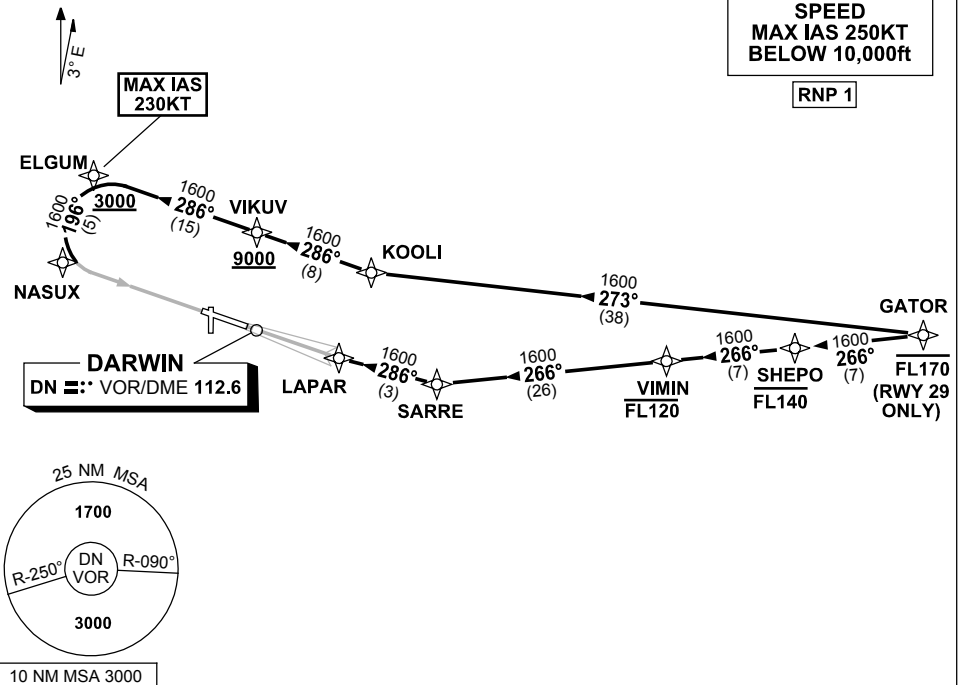 SPEED
MAX IAS 250KT
BELOW 10,000ft
RNP 1
3° E
MAX IAS
230KT
ELGUM
3000
1600
196°
(5)
NASUX
1600
286°
(15)
VIKUV
9000
1600
286°
(8)
KOOLI
1600
273°
(38)
GATOR
FL170
(RWY 29
ONLY)
1600
266°
(7)
SHEPO
FL140
1600
266°
(7)
VIMIN
FL120
1600
266°
(26)
SARRE
1600
286°
(3)
LAPAR
DARWIN
DN VOR/DME 112.6
25 NM MSA
1700
R-250°
DN
VOR
R-090°
3000
10 NM MSA 3000